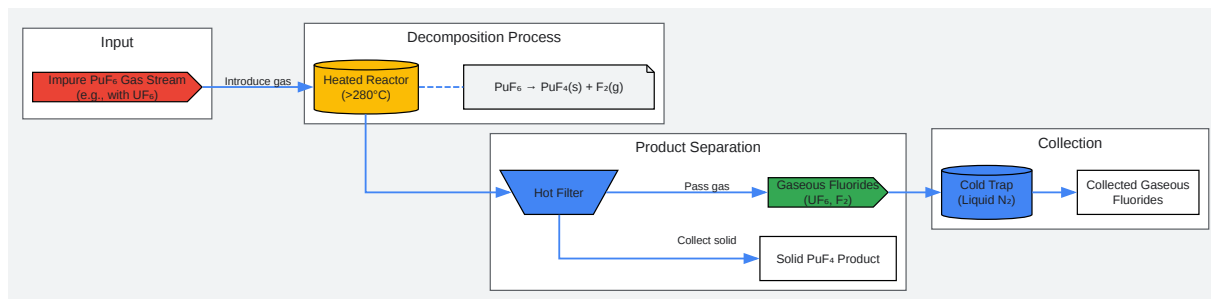 Input
Impure PuF₆ Gas Stream
(e.g., with UF₆)
Introduce gas
Decomposition Process
Heated Reactor
(>280°C)
PuF₆ → PuF₄(s) + F₂(g)
Product Separation
Hot Filter
Pass gas
Gaseous Fluorides
(UF₆, F₂)
Collect solid
Solid PuF₄ Product
Collection
Cold Trap
(Liquid N₂)
Collected Gaseous
Fluorides